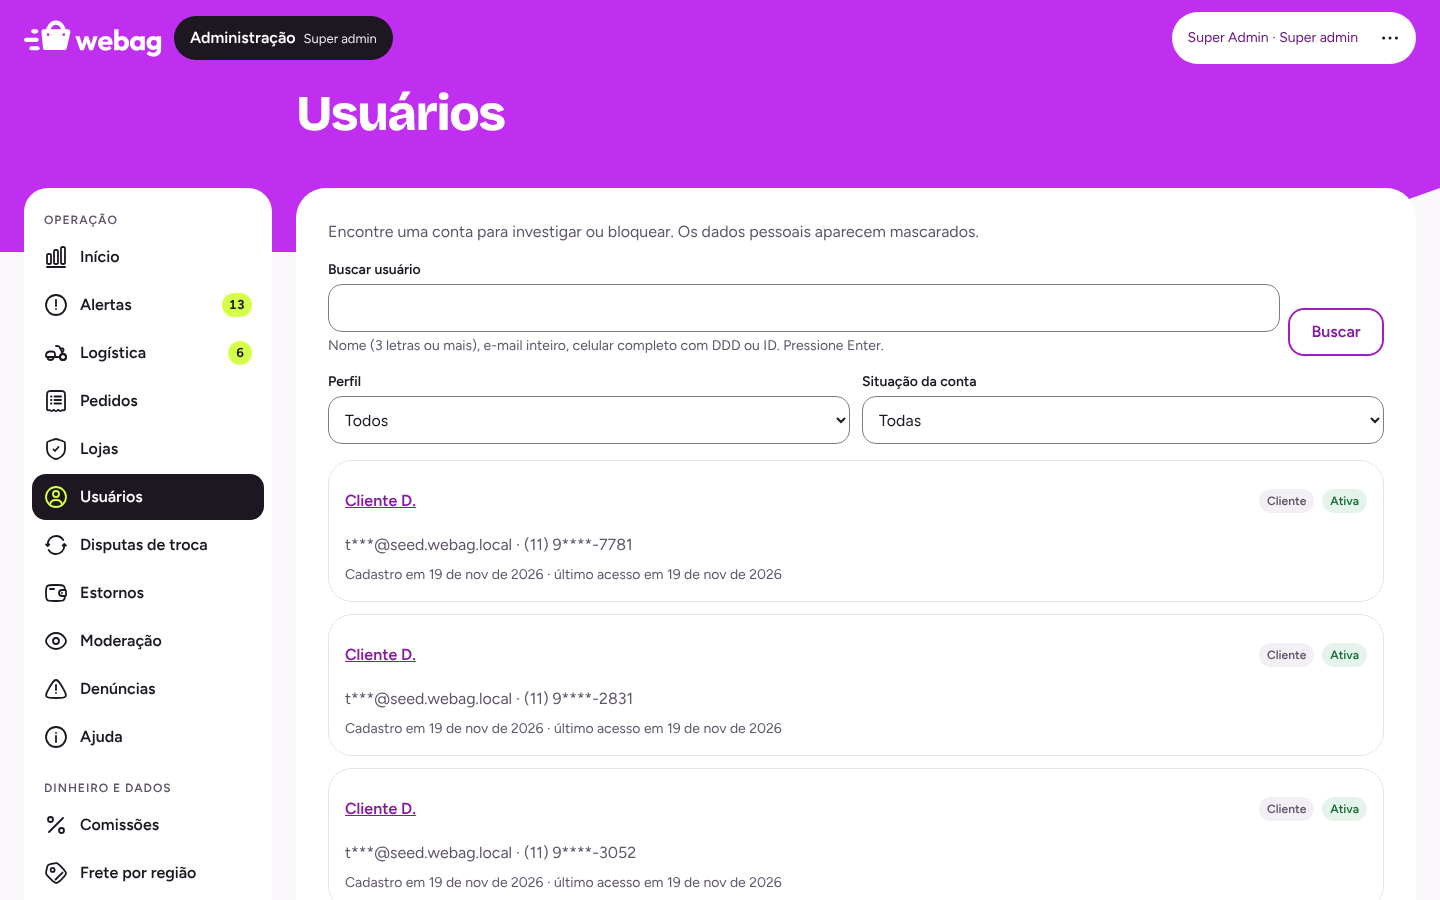 webag
Administração Super admin
Super Admin · Super admin
Usuários
OPERAÇÃO
Início
Alertas 13
Logística 6
Pedidos
Lojas
Usuários
Disputas de troca
Estornos
Moderação
Denúncias
Ajuda
DINHEIRO E DADOS
Comissões
Frete por região
Encontre uma conta para investigar ou bloquear. Os dados pessoais aparecem mascarados.
Buscar usuário
Buscar
Nome (3 letras ou mais), e-mail inteiro, celular completo com DDD ou ID. Pressione Enter.
Perfil Situação da conta
Todos Todas
Cliente D. Cliente Ativa
t***@seed.webag.local · (11) 9****-7781
Cadastro em 19 de nov de 2026 · último acesso em 19 de nov de 2026
Cliente D. Cliente Ativa
t***@seed.webag.local · (11) 9****-2831
Cadastro em 19 de nov de 2026 · último acesso em 19 de nov de 2026
Cliente D. Cliente Ativa
t***@seed.webag.local · (11) 9****-3052
Cadastro em 19 de nov de 2026 · último acesso em 19 de nov de 2026